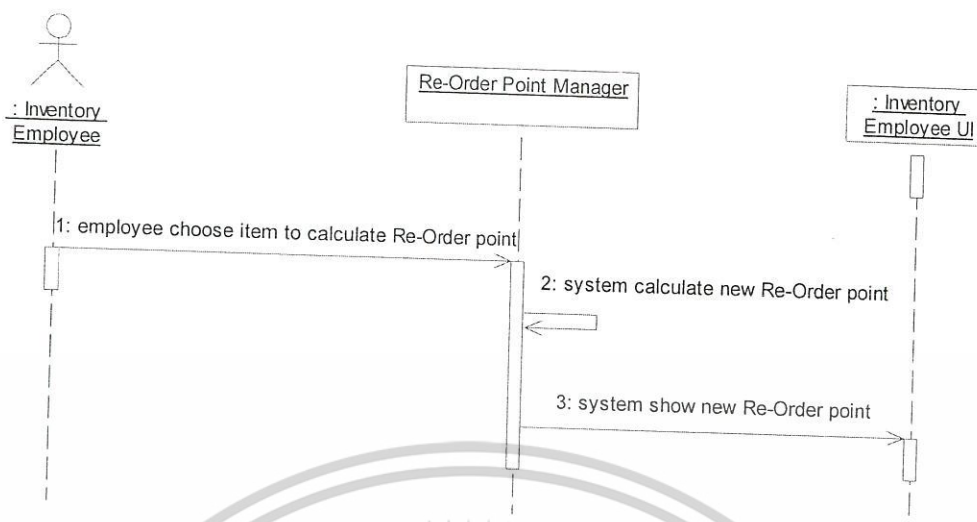 : Inventory
Employee
Re-Order Point Manager
: Inventory
Employee UI
1: employee choose item to calculate Re-Order point
2: system calculate new Re-Order point
3: system show new Re-Order point